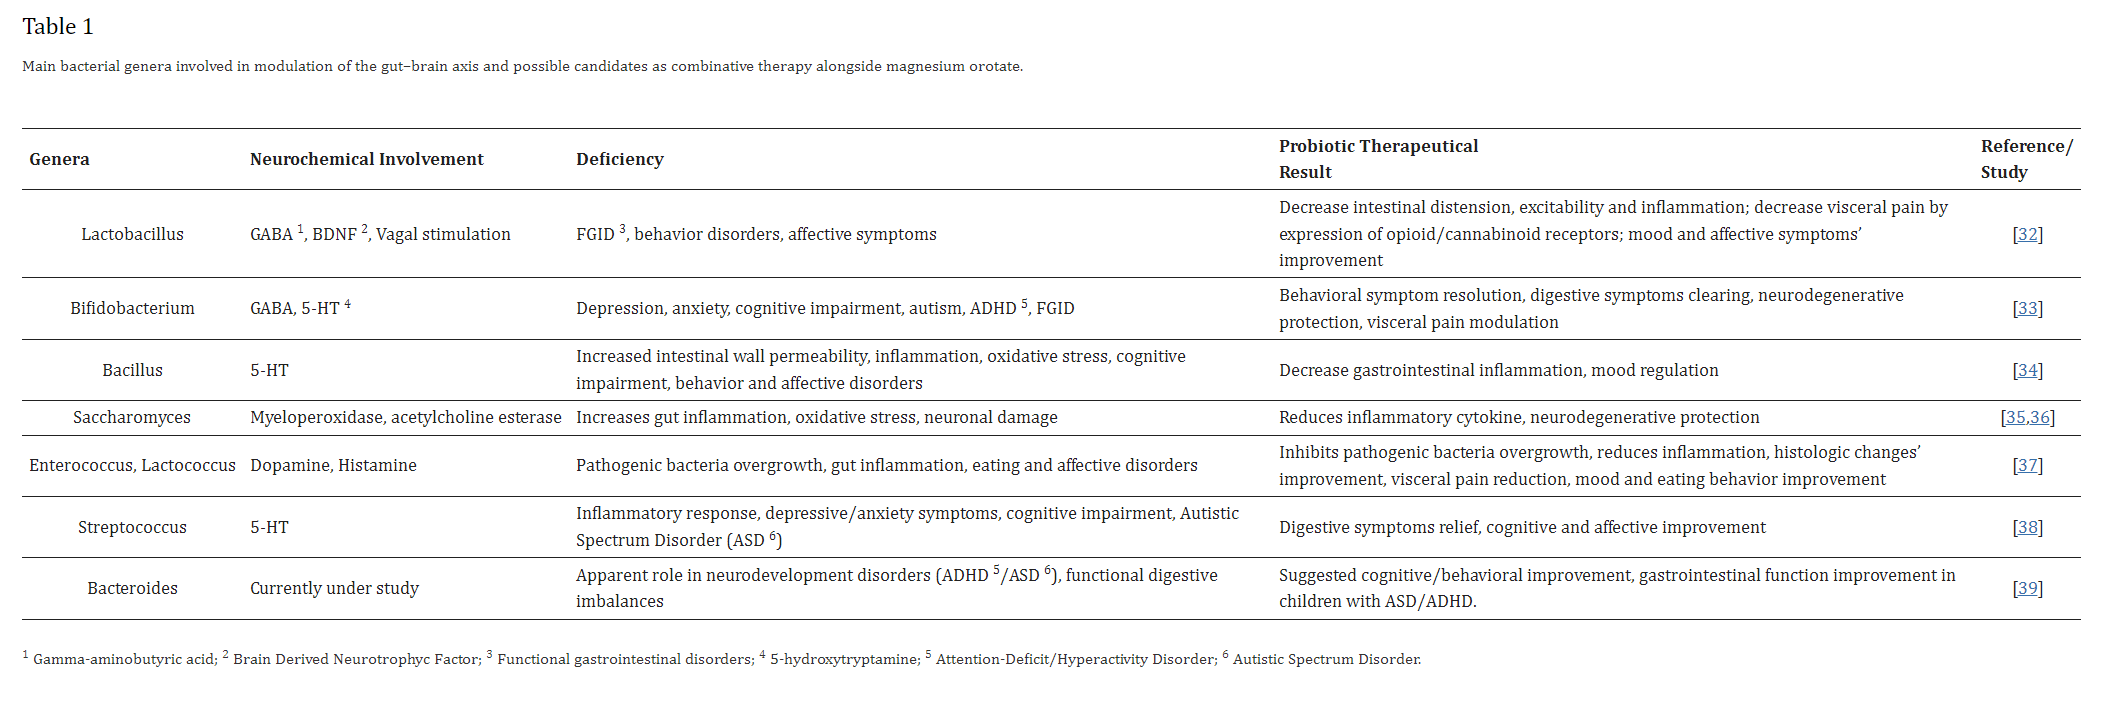 Table 1
Main bacterial genera involved in modulation of the gut–brain axis and possible candidates as combinative therapy alongside magnesium orotate.
Genera Neurochemical Involvement Deficiency Probiotic Therapeutical Result Reference/ Study
Lactobacillus GABA 1, BDNF 2, Vagal stimulation FGID 3, behavior disorders, affective symptoms Decrease intestinal distension, excitability and inflammation; decrease visceral pain by expression of opioid/cannabinoid receptors; mood and affective symptoms’ improvement [32]
Bifidobacterium GABA, 5-HT 4 Depression, anxiety, cognitive impairment, autism, ADHD 5, FGID Behavioral symptom resolution, digestive symptoms clearing, neurodegenerative protection, visceral pain modulation [33]
Bacillus 5-HT Increased intestinal wall permeability, inflammation, oxidative stress, cognitive impairment, behavior and affective disorders Decrease gastrointestinal inflammation, mood regulation [34]
Saccharomyces Myeloperoxidase, acetylcholine esterase Increases gut inflammation, oxidative stress, neuronal damage Reduces inflammatory cytokine, neurodegenerative protection [35,36]
Enterococcus, Lactococcus Dopamine, Histamine Pathogenic bacteria overgrowth, gut inflammation, eating and affective disorders Inhibits pathogenic bacteria overgrowth, reduces inflammation, histologic changes’ improvement, visceral pain reduction, mood and eating behavior improvement [37]
Streptococcus 5-HT Inflammatory response, depressive/anxiety symptoms, cognitive impairment, Autistic Spectrum Disorder (ASD 6) Digestive symptoms relief, cognitive and affective improvement [38]
Bacteroides Currently under study Apparent role in neurodevelopment disorders (ADHD 5/ASD 6), functional digestive imbalances Suggested cognitive/behavioral improvement, gastrointestinal function improvement in children with ASD/ADHD. [39]
1 Gamma-aminobutyric acid; 2 Brain Derived Neurotrophyc Factor; 3 Functional gastrointestinal disorders; 4 5-hydroxytryptamine; 5 Attention-Deficit/Hyperactivity Disorder; 6 Autistic Spectrum Disorder.